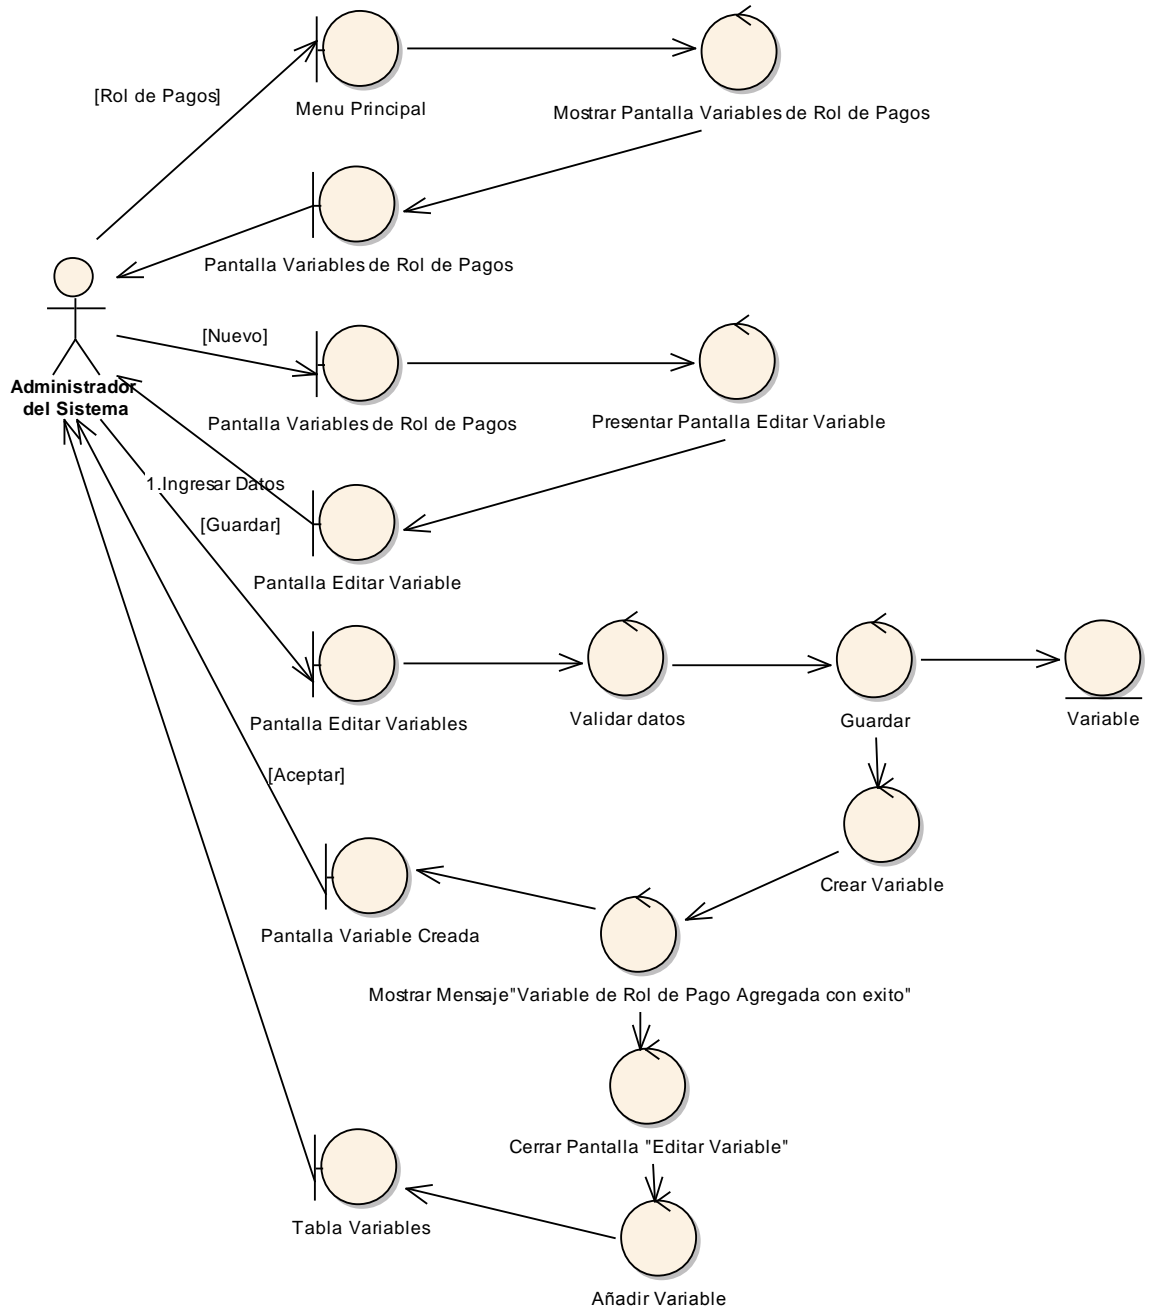 [Rol de Pagos]
Menu Principal
Mostrar Pantalla Variables de Rol de Pagos
Pantalla Variables de Rol de Pagos
[Nuevo]
Administrador
del Sistema
Pantalla Variables de Rol de Pagos
Presentar Pantalla Editar Variable
1.Ingresar Datos
[Guardar]
Pantalla Editar Variable
Pantalla Editar Variables
Validar datos
Guardar
Variable
[Aceptar]
Crear Variable
Pantalla Variable Creada
Mostrar Mensaje"Variable de Rol de Pago Agregada con exito"
Cerrar Pantalla "Editar Variable"
Tabla Variables
Añadir Variable